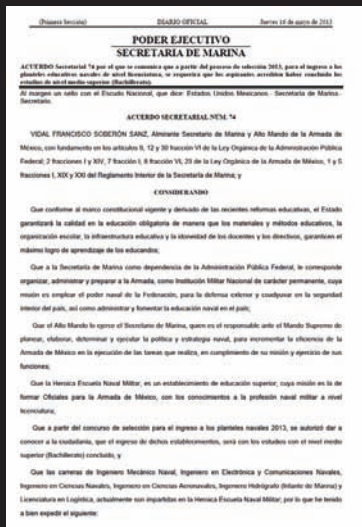 (Primera Sección) DIARIO OFICIAL Jueves 16 de mayo de 2013
PODER EJECUTIVO
SECRETARIA DE MARINA
ACUERDO Secretarial 74 por el que se comunica que a partir del proceso de selección 2013, para el ingreso a los
planteles educativos navales de nivel licenciatura, se requiera que los aspirantes acrediten haber concluido los
estudios de nivel medio superior (Bachillerato).
Al margen un sello con el Escudo Nacional, que dice: Estados Unidos Mexicanos.- Secretaría de Marina.-
Secretario.
ACUERDO SECRETARIAL NÚM. 74
VIDAL FRANCISCO SOBERÓN SANZ, Almirante Secretario de Marina y Alto Mando de la Armada de
México, con fundamento en los artículos 9, 12 y 30 fracción VI de la Ley Orgánica de la Administración Pública
Federal; 2 fracciones I y XIV, 7 fracción I, 8 fracción VI, 23 de la Ley Orgánica de la Armada de México, 1 y 5
fracciones I, XIX y XXI del Reglamento Interior de la Secretaría de Marina; y
CONSIDERANDO
Que conforme al marco constitucional vigente y derivado de las recientes reformas educativas, el Estado
garantizará la calidad en la educación obligatoria de manera que los materiales y métodos educativos, la
organización escolar, la infraestructura educativa y la idoneidad de los docentes y los directivos, garanticen el
máximo logro de aprendizaje de los educandos;
Que a la Secretaría de Marina como dependencia de la Administración Pública Federal, le corresponde
organizar, administrar y preparar a la Armada, como Institución Militar Nacional de carácter permanente, cuya
misión es emplear el poder naval de la Federación, para la defensa exterior y coadyuvar en la seguridad
interior del país, así como administrar y fomentar la educación naval en el país;
Que el Alto Mando lo ejerce el Secretario de Marina, quien es el responsable ante el Mando Supremo de
planear, elaborar, determinar y ejecutar la política y estrategia naval, para incrementar la eficiencia de la
Armada de México en la ejecución de las tareas que realiza, en cumplimiento de su misión y ejercicio de sus
funciones;
Que la Heroica Escuela Naval Militar, es un establecimiento de educación superior, cuya misión es la de
formar Oficiales para la Armada de México, con los conocimientos a la profesión naval militar a nivel
licenciatura;
Que a partir del concurso de selección para el ingreso a los planteles navales 2013, se autorizó dar a
conocer a la ciudadanía, que el ingreso de dichos establecimientos, será con los estudios con el nivel medio
superior (Bachillerato) concluido, y
Que las carreras de Ingeniero Mecánico Naval, Ingeniero en Electrónica y Comunicaciones Navales,
Ingeniero en Ciencias Navales, Ingeniero en Ciencias Aeronavales, Ingeniero Hidrógrafo (Infante de Marina) y
Licenciatura en Logística, actualmente son impartidas en la Heroica Escuela Naval Militar; por lo que he tenido
a bien expedir el siguiente: